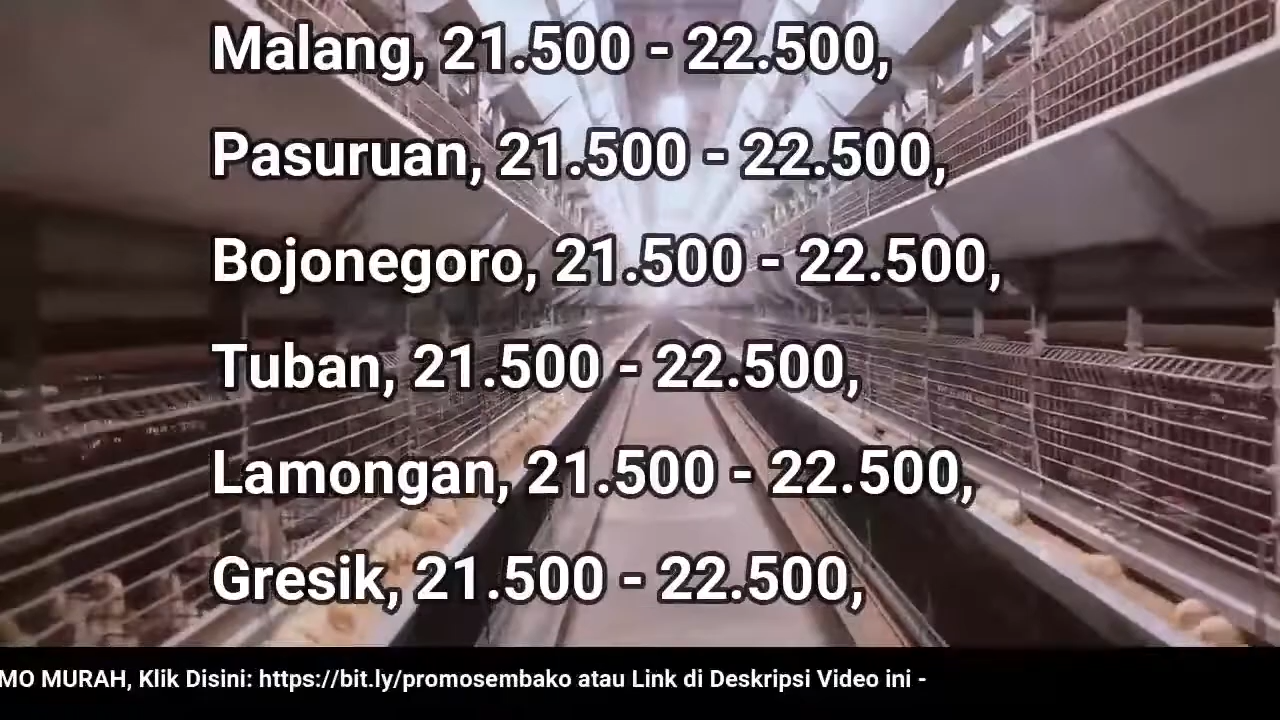 Malang, 21.500 - 22.500,
Pasuruan, 21.500 - 22.500,
Bojonegoro, 21.500 - 22.500,
Tuban, 21.500 - 22.500,
Lamongan, 21.500 - 22.500,
Gresik, 21.500 - 22.500,
MO MURAH, Klik Disini: https://bit.ly/promosembako atau Link di Deskripsi Video ini -